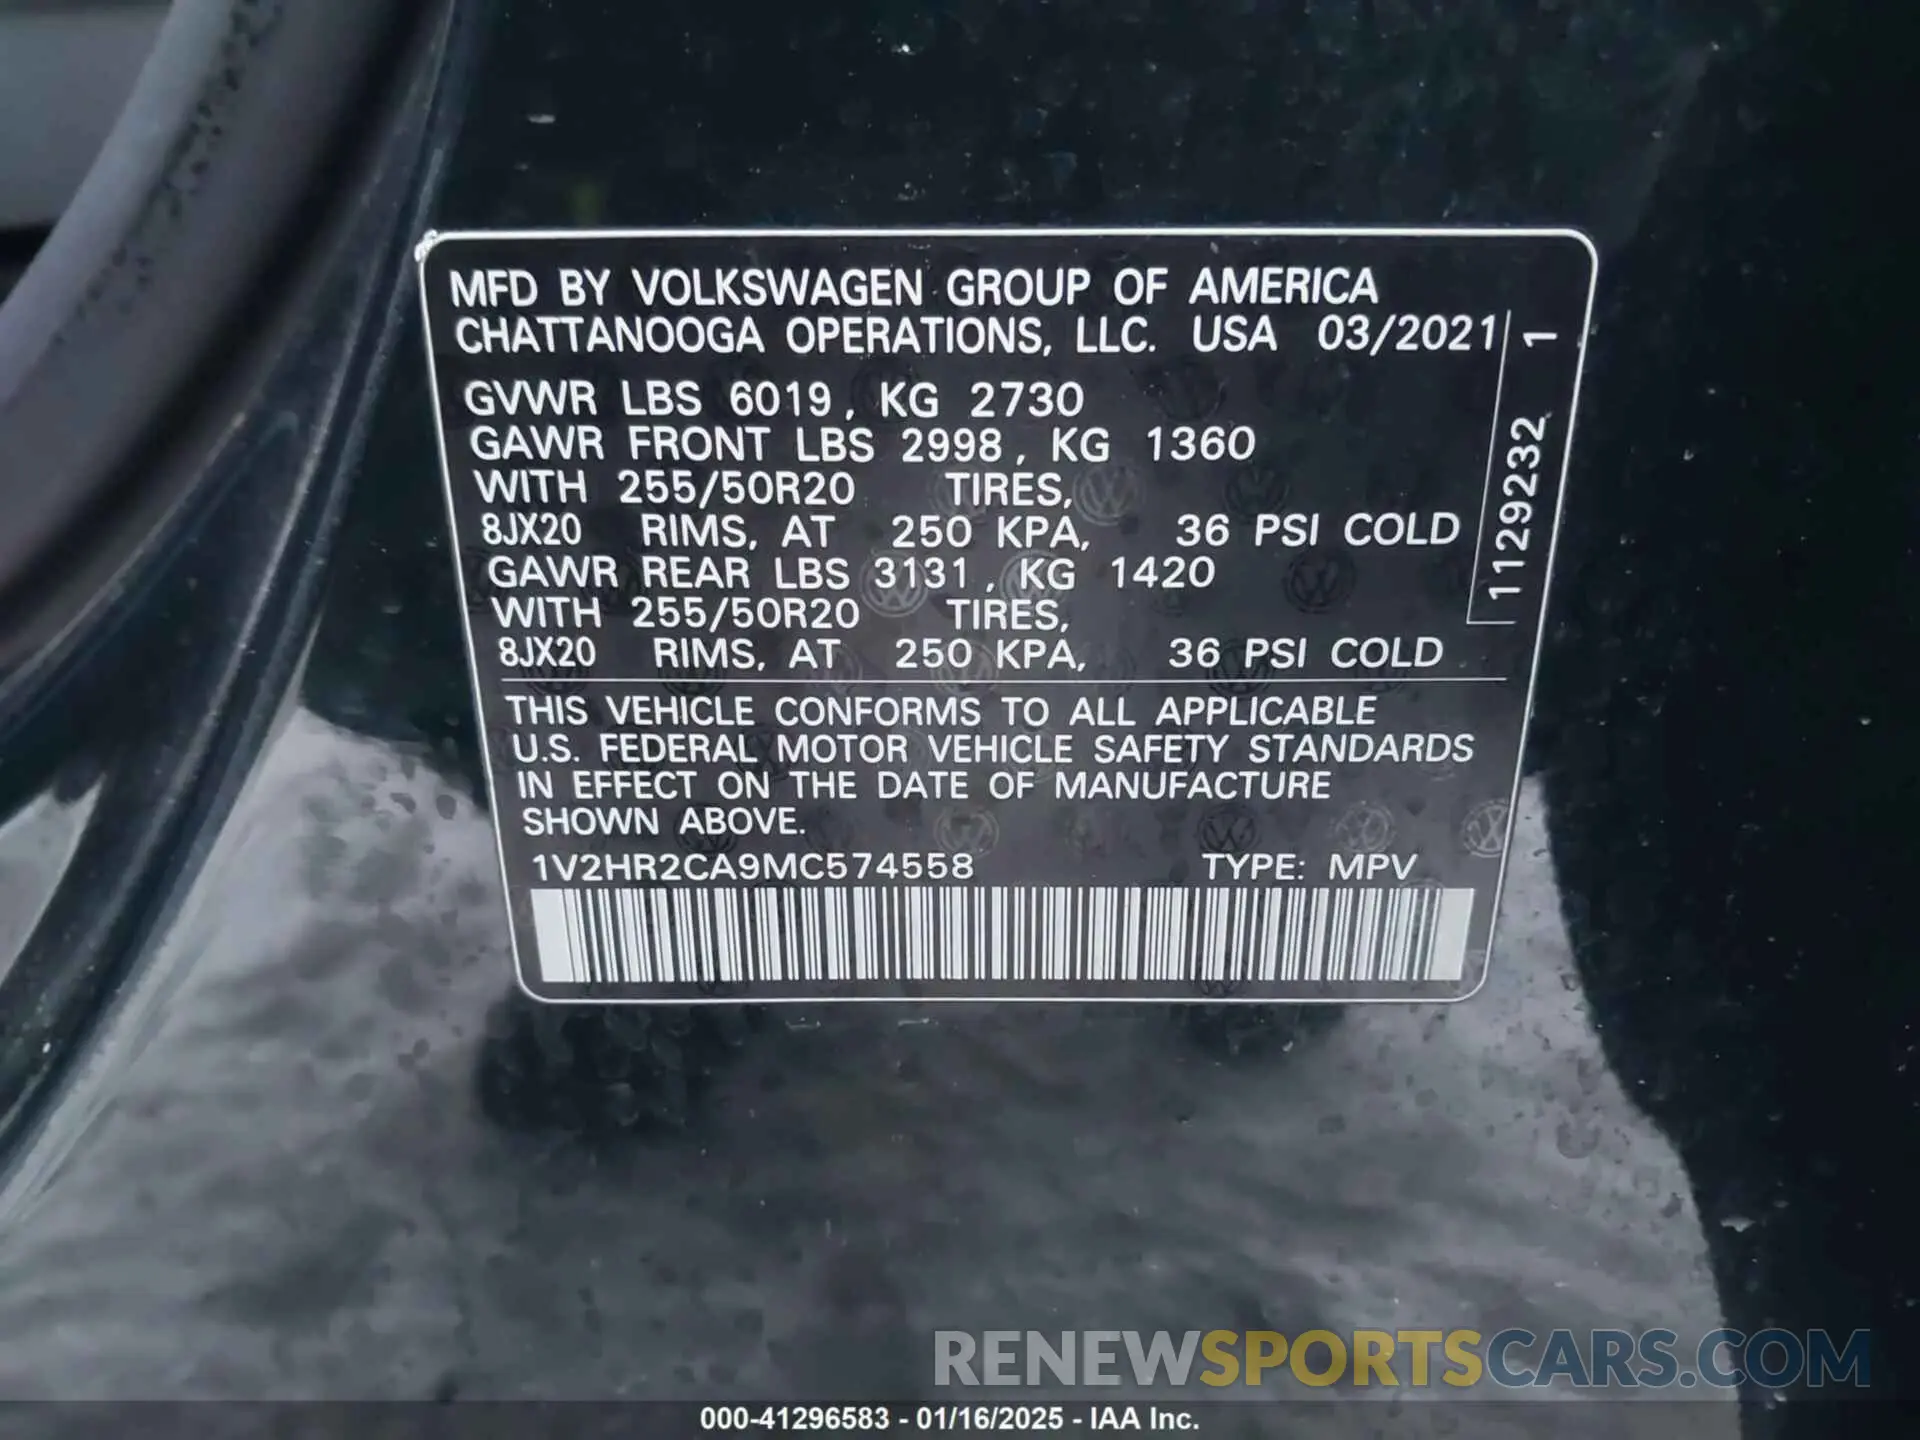 MFD BY VOLKSWAGEN GROUP OF AMERICA
CHATTANOOGA OPERATIONS, LLC. USA 03/2021
GVWR LBS 6019, KG 2730
GAWR FRONT LBS 2998, KG 1360
WITH 255/50R20 TIRES,
8JX20 RIMS, AT 250 KPA, 36 PSI COLD
GAWR REAR LBS 3131, KG 1420
WITH 255/50R20 TIRES,
8JX20 RIMS, AT 250 KPA, 36 PSI COLD
11292232 1
THIS VEHICLE CONFORMS TO ALL APPLICABLE
U.S. FEDERAL MOTOR VEHICLE SAFETY STANDARDS
IN EFFECT ON THE DATE OF MANUFACTURE
SHOWN ABOVE.
1V2HR2CA9MC574558 TYPE: MPV
RENEWSPORTSCARS.COM
000-41296583 - 01/16/2025 - IAA Inc.